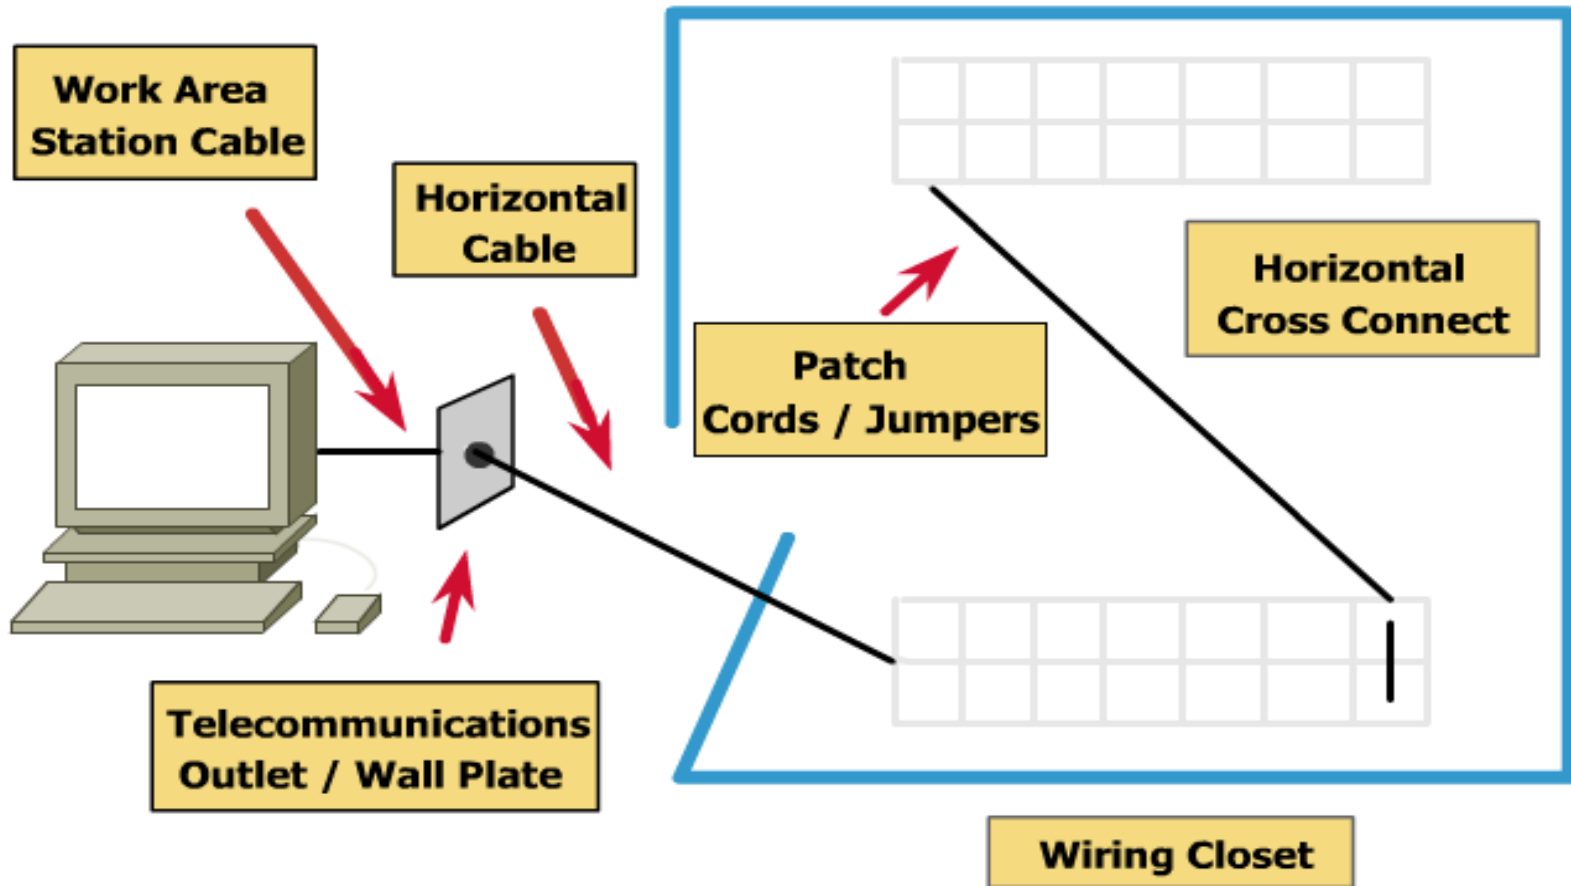 Work Area
Station Cable
Horizontal
Cable
Patch
Cords / Jumpers
Horizontal
Cross Connect
Telecommunications
Outlet / Wall Plate
Wiring Closet